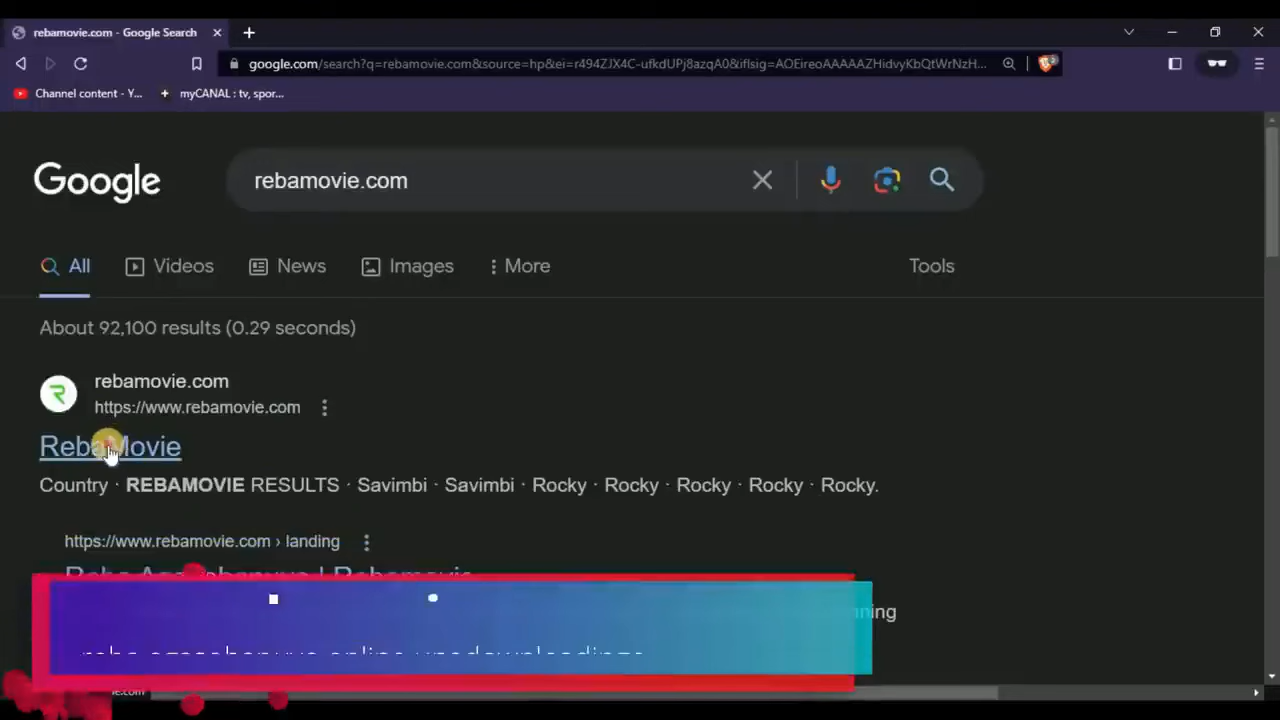 rebamovie.com - Google Search
google.com/search?q=rebamovie.com&source=hp&ei=r494ZJX4C-ufkdUPj8azqA0&iflsig=AOEireoAAAAAZHidvyKbQtWrNzH...
Channel content - Y...
myCANAL : tv, spor...
Google
rebamovie.com
All Videos News Images More Tools
About 92,100 results (0.29 seconds)
rebamovie.com
https://www.rebamovie.com
RebaMovie
Country · REBAMOVIE RESULTS · Savimbi · Savimbi · Rocky · Rocky · Rocky · Rocky · Rocky.
https://www.rebamovie.com › landing